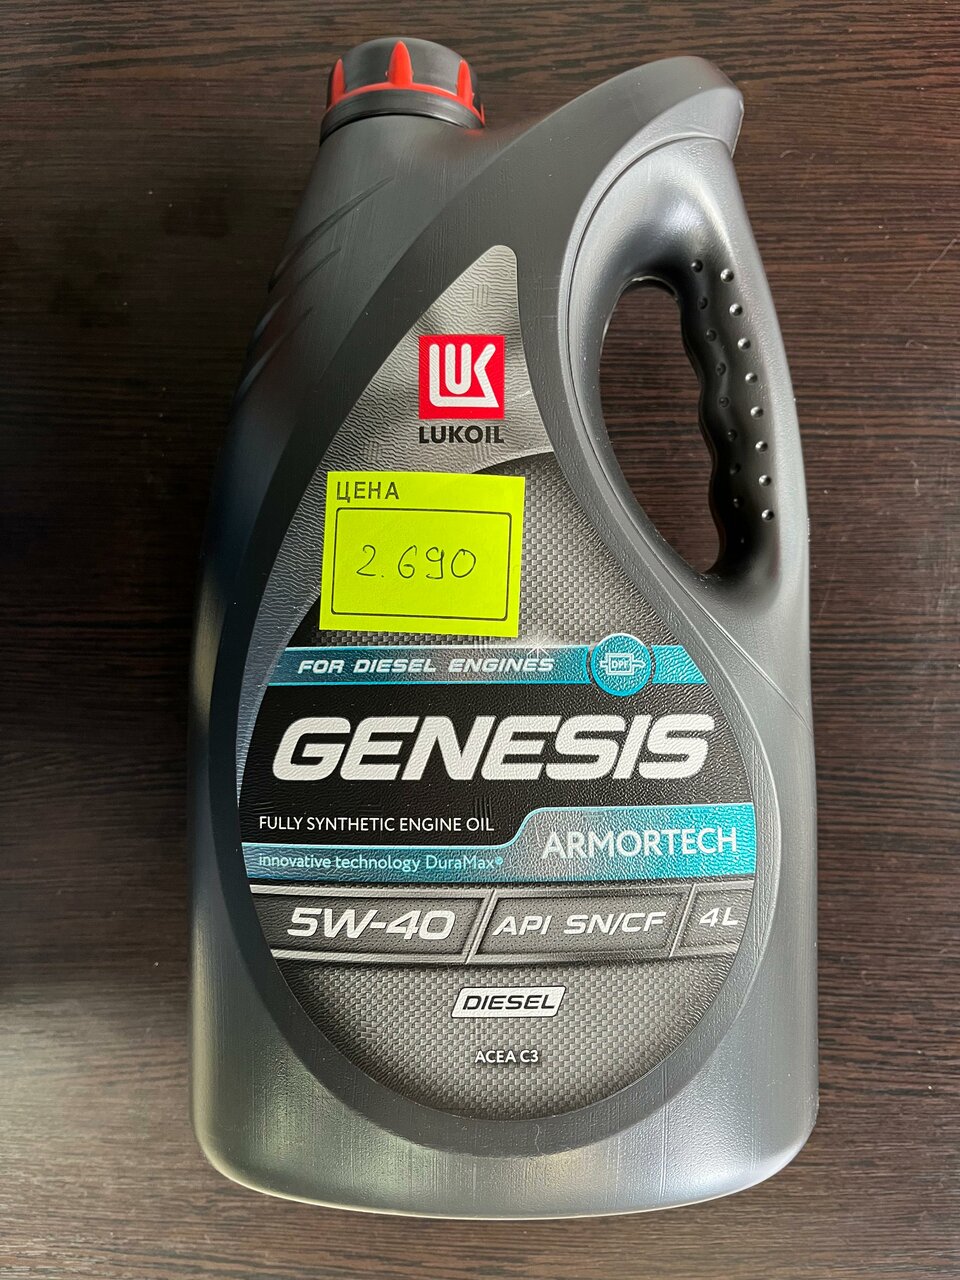 LUK
LUKOIL
ЦЕНА
2.690
FOR DIESEL ENGINES
DPF
GENESIS
FULLY SYNTHETIC ENGINE OIL
ARMORTECH
innovative technology DuraMax®
5W-40 API SN/CF 4L
DIESEL
ACEA C3